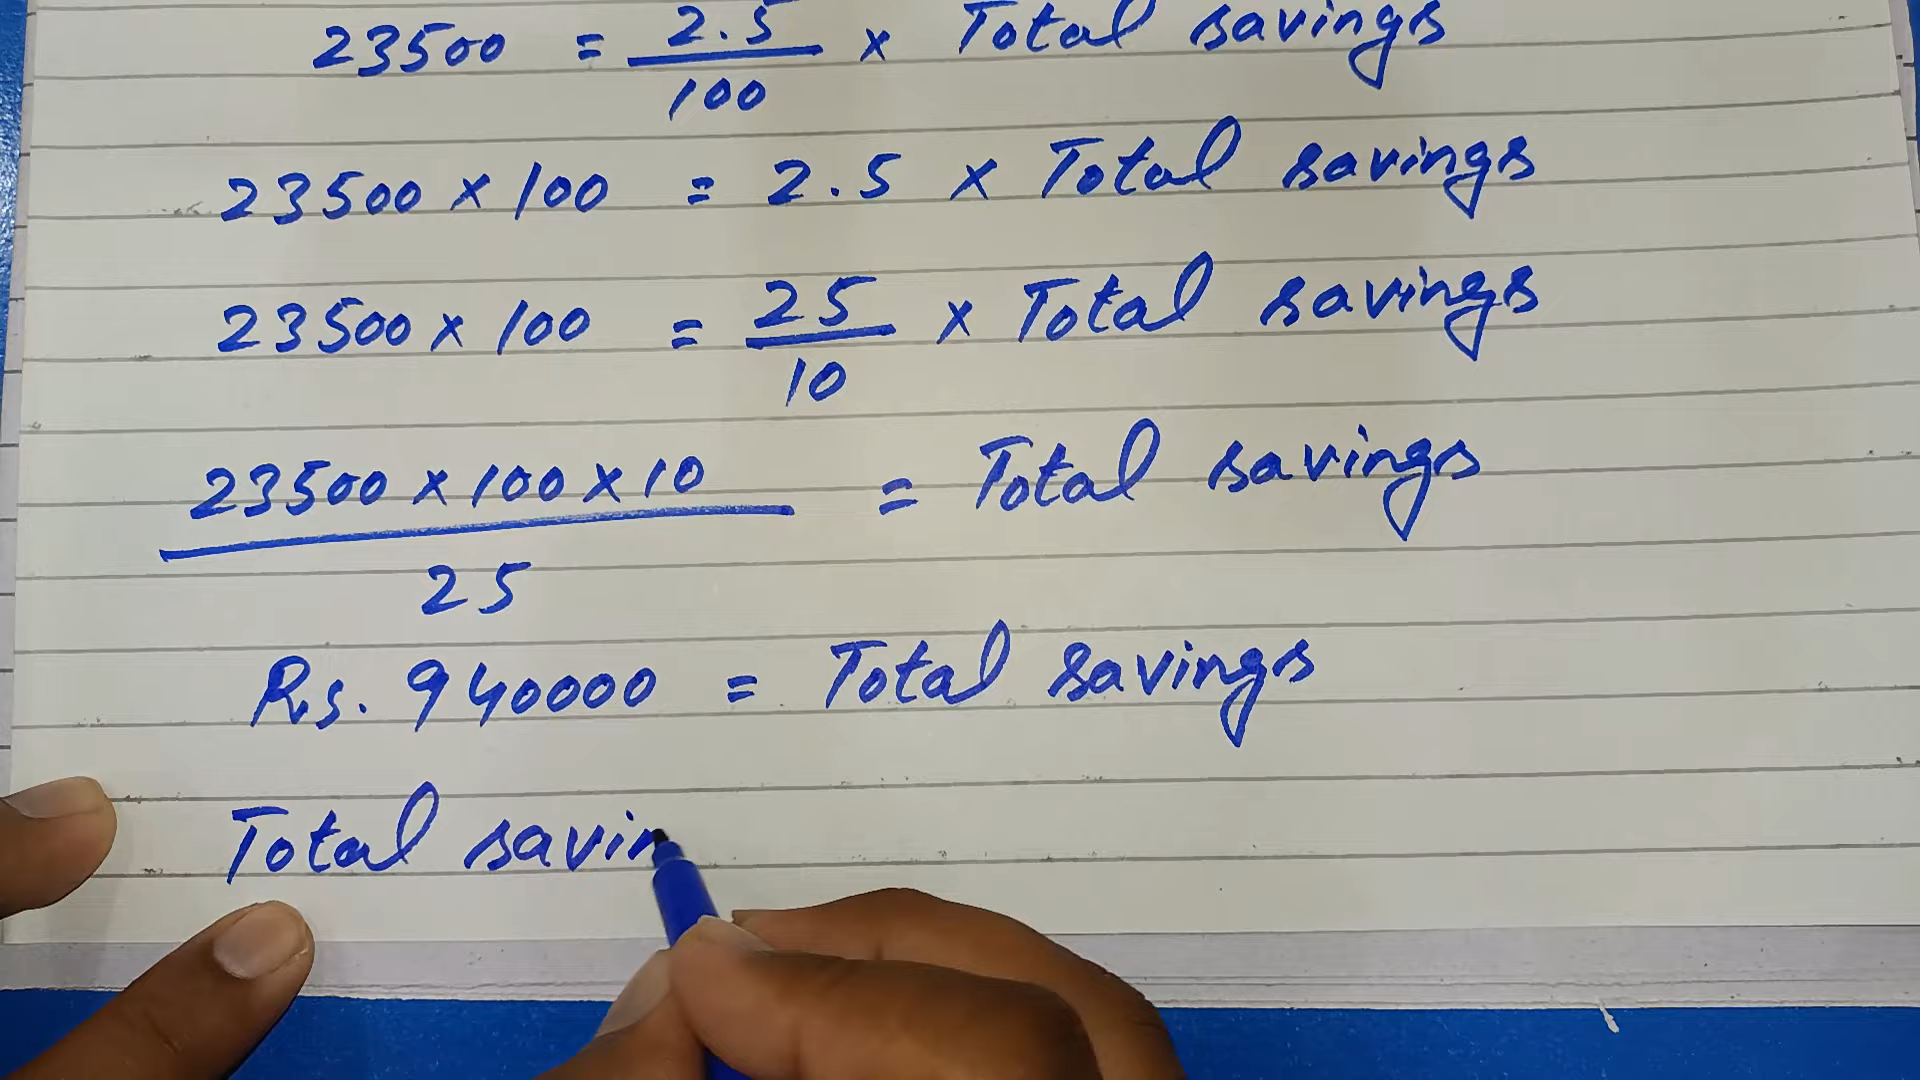 23500 = 2.5/100 × Total savings
23500 × 100 = 2.5 × Total savings
23500 × 100 = 25/10 × Total savings
23500 × 100 × 10 / 25 = Total savings
Rs. 940000 = Total savings
Total savin